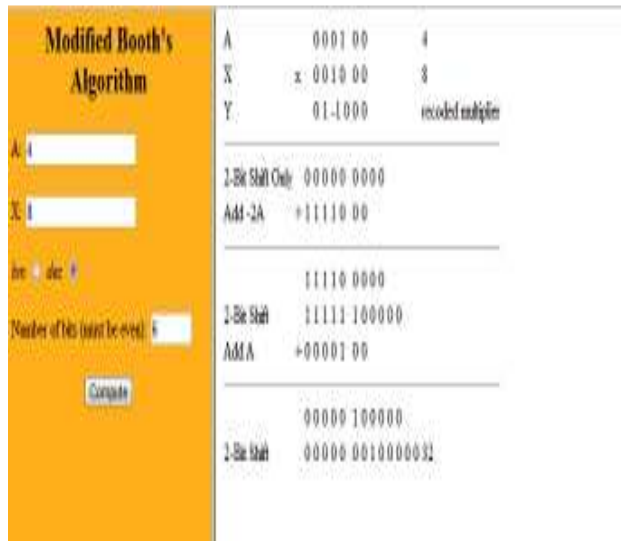 Modified Booth's
Algorithm
A: 4
X: 8
Number of bits (must be even): 6
Compute
A 0001 00 4
X x 0010 00 8
Y 01-1000 recoded multiplier
2-Bit Shift Only 00000 0000
Add -2A +11110 00
11110 0000
2-Bit Shift 11111 100000
Add A +00001 00
00000 100000
2-Bit Shift 00000 0010000032